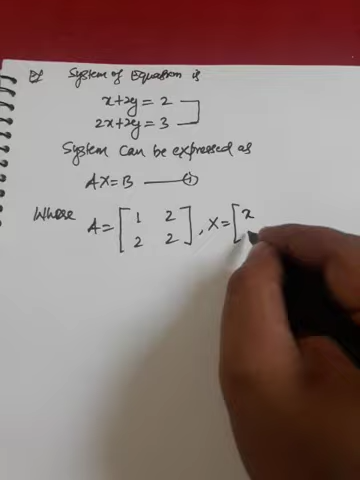 System of Equation is
x+2y = 2
2x+2y = 3
System can be expressed as
AX=B —— ①
Where A = [1 2
2 2], X = [x